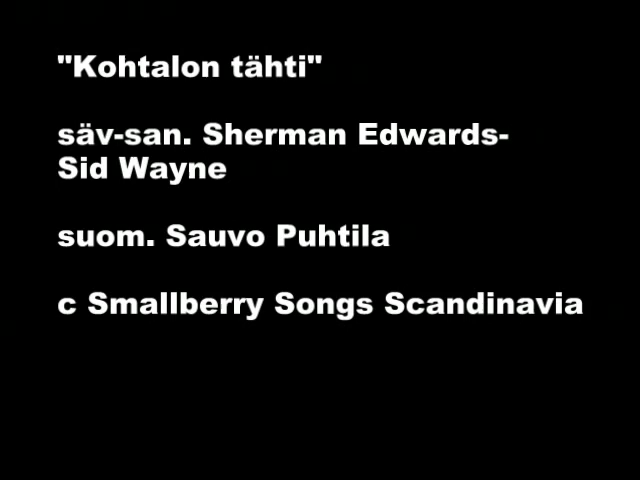 "Kohtalon tähti"
säv-san. Sherman Edwards-
Sid Wayne
suom. Sauvo Puhtila
c Smallberry Songs Scandinavia